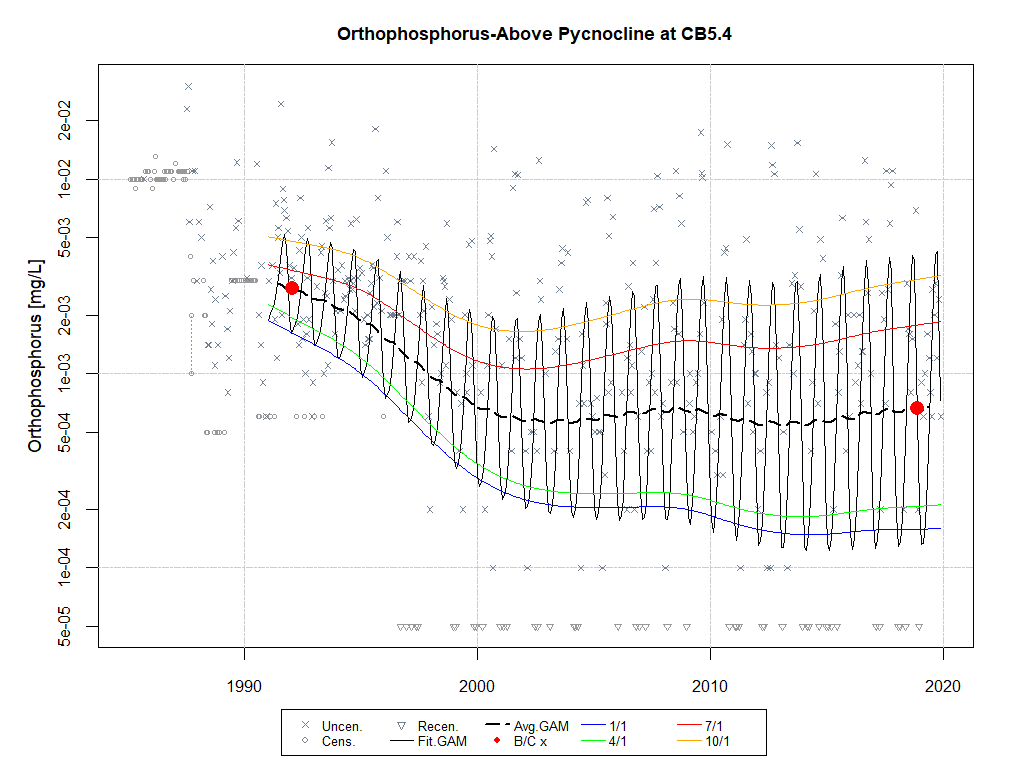 Orthophosphorus-Above Pycnocline at CB5.4
Orthophosphorus [mg/L]
2e-02
1e-02
5e-03
2e-03
1e-03
5e-04
2e-04
1e-04
5e-05
1990 2000 2010 2020
Uncen. Recen. Avg.GAM 1/1 7/1
Cens. Fit.GAM B/C x 4/1 10/1